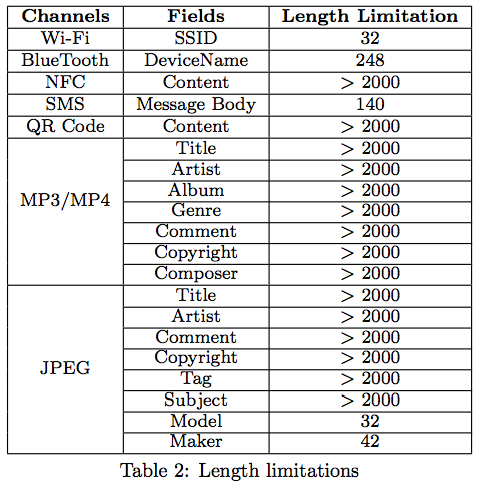 Channels Fields Length Limitation
Wi-Fi SSID 32
BlueTooth DeviceName 248
NFC Content > 2000
SMS Message Body 140
QR Code Content > 2000
MP3/MP4
Title > 2000
Artist > 2000
Album > 2000
Genre > 2000
Comment > 2000
Copyright > 2000
Composer > 2000
JPEG
Title > 2000
Artist > 2000
Comment > 2000
Copyright > 2000
Tag > 2000
Subject > 2000
Model 32
Maker 42
Table 2: Length limitations